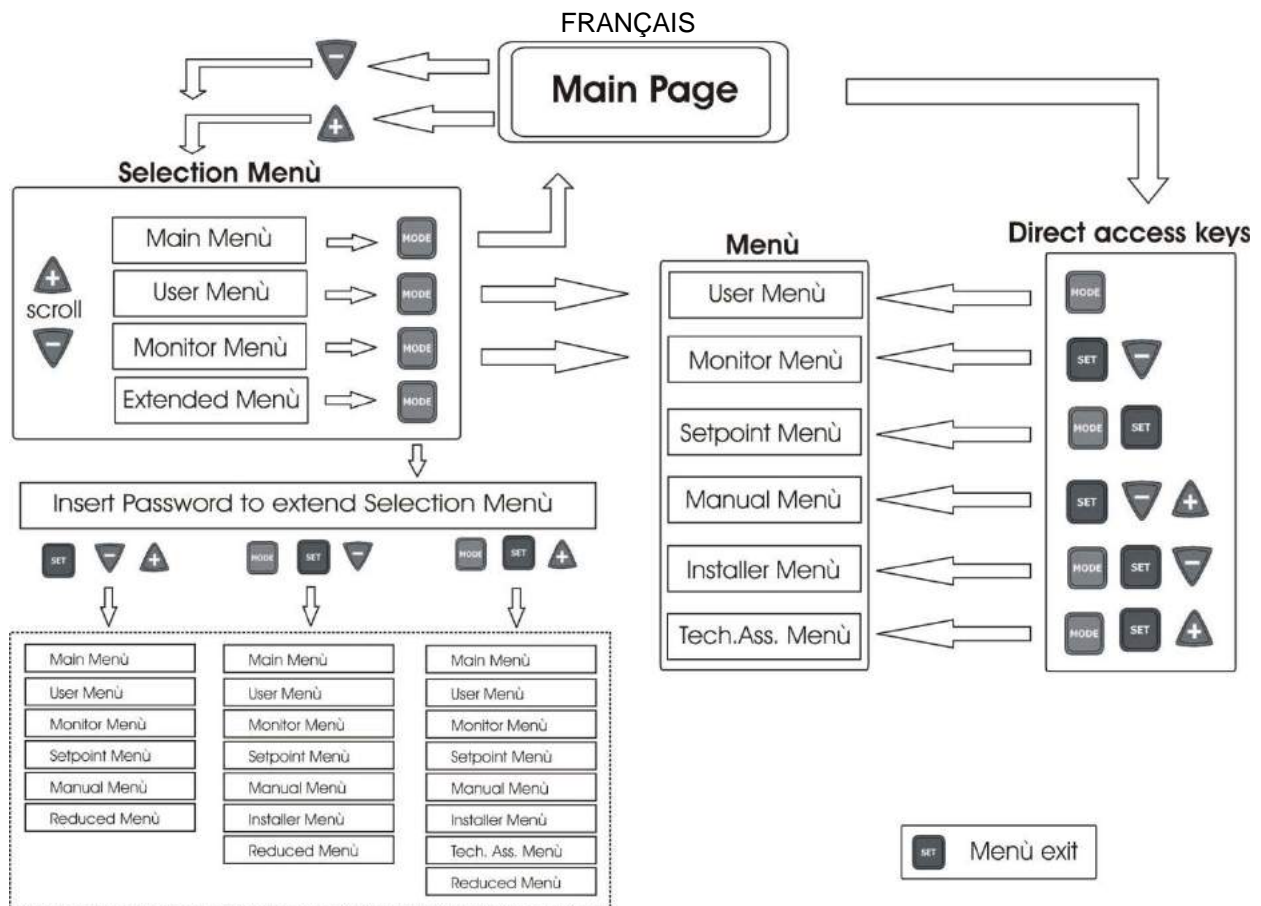 FRANÇAIS
Main Page
-
+
Selection Menù
Main Menù
MODE
User Menù
MODE
+
scroll
-
Monitor Menù
MODE
Extended Menù
MODE
Insert Password to extend Selection Menù
SET - +
MODE SET -
MODE SET +
Main Menù
User Menù
Monitor Menù
Setpoint Menù
Manual Menù
Reduced Menù
Main Menù
User Menù
Monitor Menù
Setpoint Menù
Manual Menù
Installer Menù
Reduced Menù
Main Menù
User Menù
Monitor Menù
Setpoint Menù
Manual Menù
Installer Menù
Tech. Ass. Menù
Reduced Menù
Menù
User Menù
Monitor Menù
Setpoint Menù
Manual Menù
Installer Menù
Tech.Ass. Menù
Direct access keys
MODE
SET -
MODE SET
SET - +
MODE SET -
MODE SET +
SET Menù exit